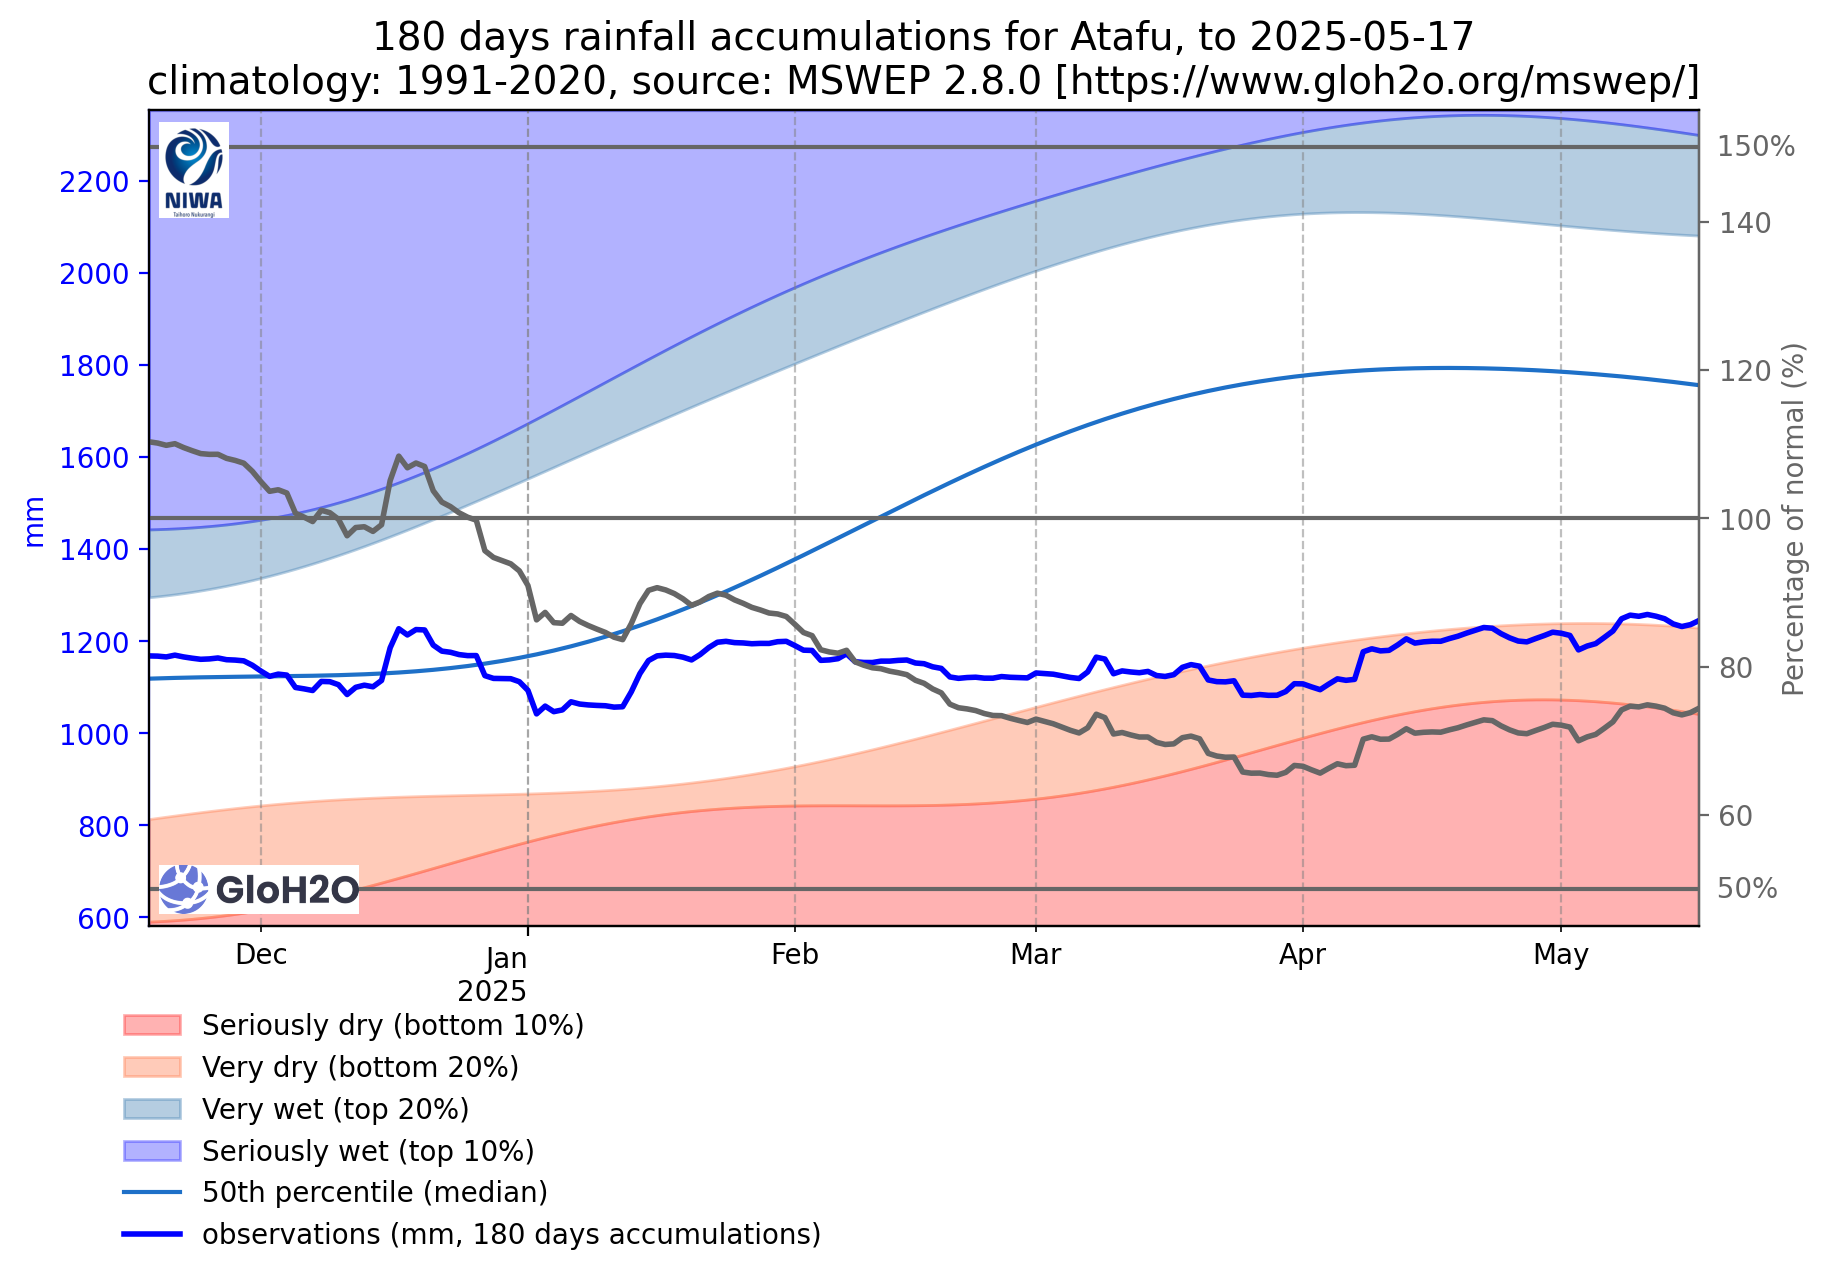 180 days rainfall accumulations for Atafu, to 2025-05-17
climatology: 1991-2020, source: MSWEP 2.8.0 [https://www.gloh2o.org/mswep/]
NIWA
Taihoro Nukurangi
2200
2000
1800
1600
1400
1200
1000
800
600
mm
150%
140
120
100
80
60
50%
Percentage of normal (%)
GloH2O
Dec
Jan
2025
Feb
Mar
Apr
May
Seriously dry (bottom 10%)
Very dry (bottom 20%)
Very wet (top 20%)
Seriously wet (top 10%)
50th percentile (median)
observations (mm, 180 days accumulations)